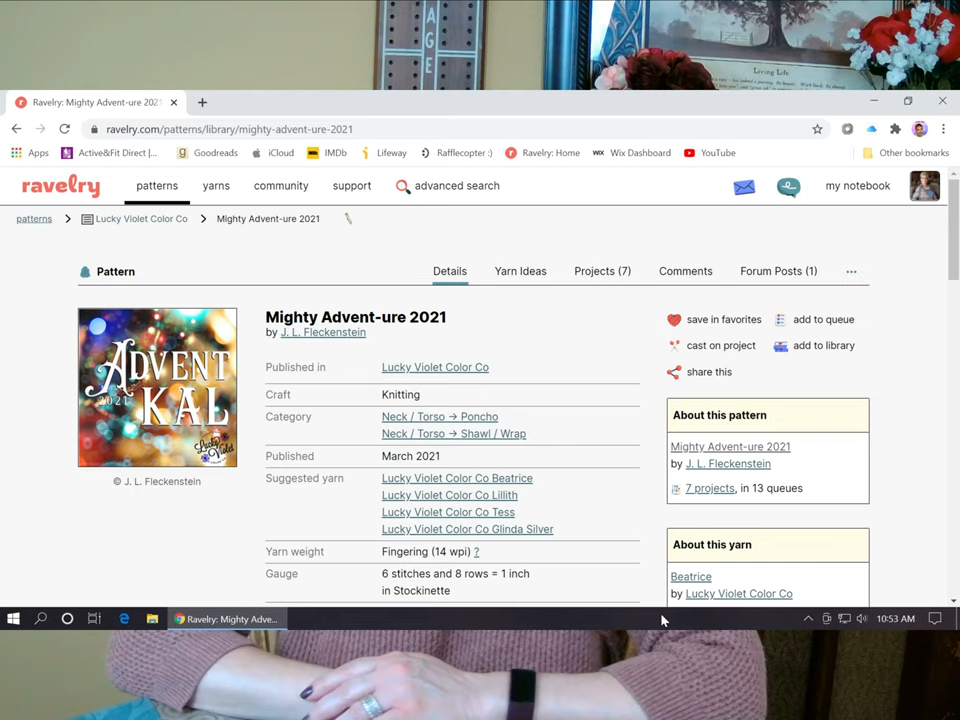 AGE
Living Life
Ravelry: Mighty Advent-ure 2021
ravelry.com/patterns/library/mighty-advent-ure-2021
Apps Active&Fit Direct |... Goodreads iCloud IMDb Lifeway Rafflecopter :) Ravelry: Home Wix Dashboard YouTube Other bookmarks
ravelry patterns yarns community support advanced search my notebook
patterns Lucky Violet Color Co Mighty Advent-ure 2021
Pattern Details Yarn Ideas Projects (7) Comments Forum Posts (1)
ADVENT
2021
KAL
Lucky
Violet
© J. L. Fleckenstein
Mighty Advent-ure 2021
by J. L. Fleckenstein
Published in Lucky Violet Color Co
Craft Knitting
Category Neck / Torso → Poncho
Neck / Torso → Shawl / Wrap
Published March 2021
Suggested yarn Lucky Violet Color Co Beatrice
Lucky Violet Color Co Lillith
Lucky Violet Color Co Tess
Lucky Violet Color Co Glinda Silver
Yarn weight Fingering (14 wpi) ?
Gauge 6 stitches and 8 rows = 1 inch
in Stockinette
save in favorites add to queue
cast on project add to library
share this
About this pattern
Mighty Advent-ure 2021
by J. L. Fleckenstein
7 projects, in 13 queues
About this yarn
Beatrice
by Lucky Violet Color Co
Ravelry: Mighty Adve... 10:53 AM